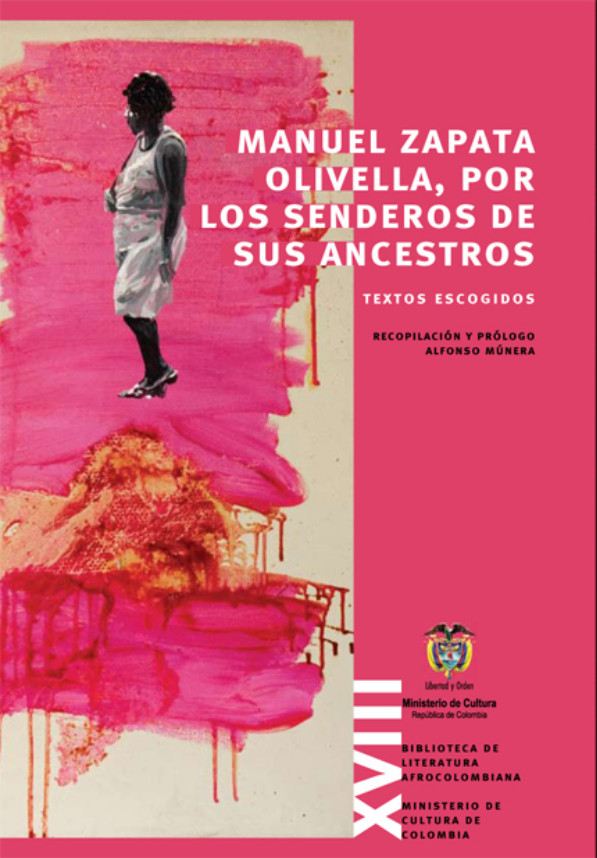 MANUEL ZAPATA
OLIVELLA, POR
LOS SENDEROS DE
SUS ANCESTROS
TEXTOS ESCOGIDOS
RECOPILACIÓN Y PRÓLOGO
ALFONSO MÚNERA
Libertad y Orden
Ministerio de Cultura
República de Colombia
XVIII
BIBLIOTECA DE
LITERATURA
AFROCOLOMBIANA
MINISTERIO DE
CULTURA DE
COLOMBIA